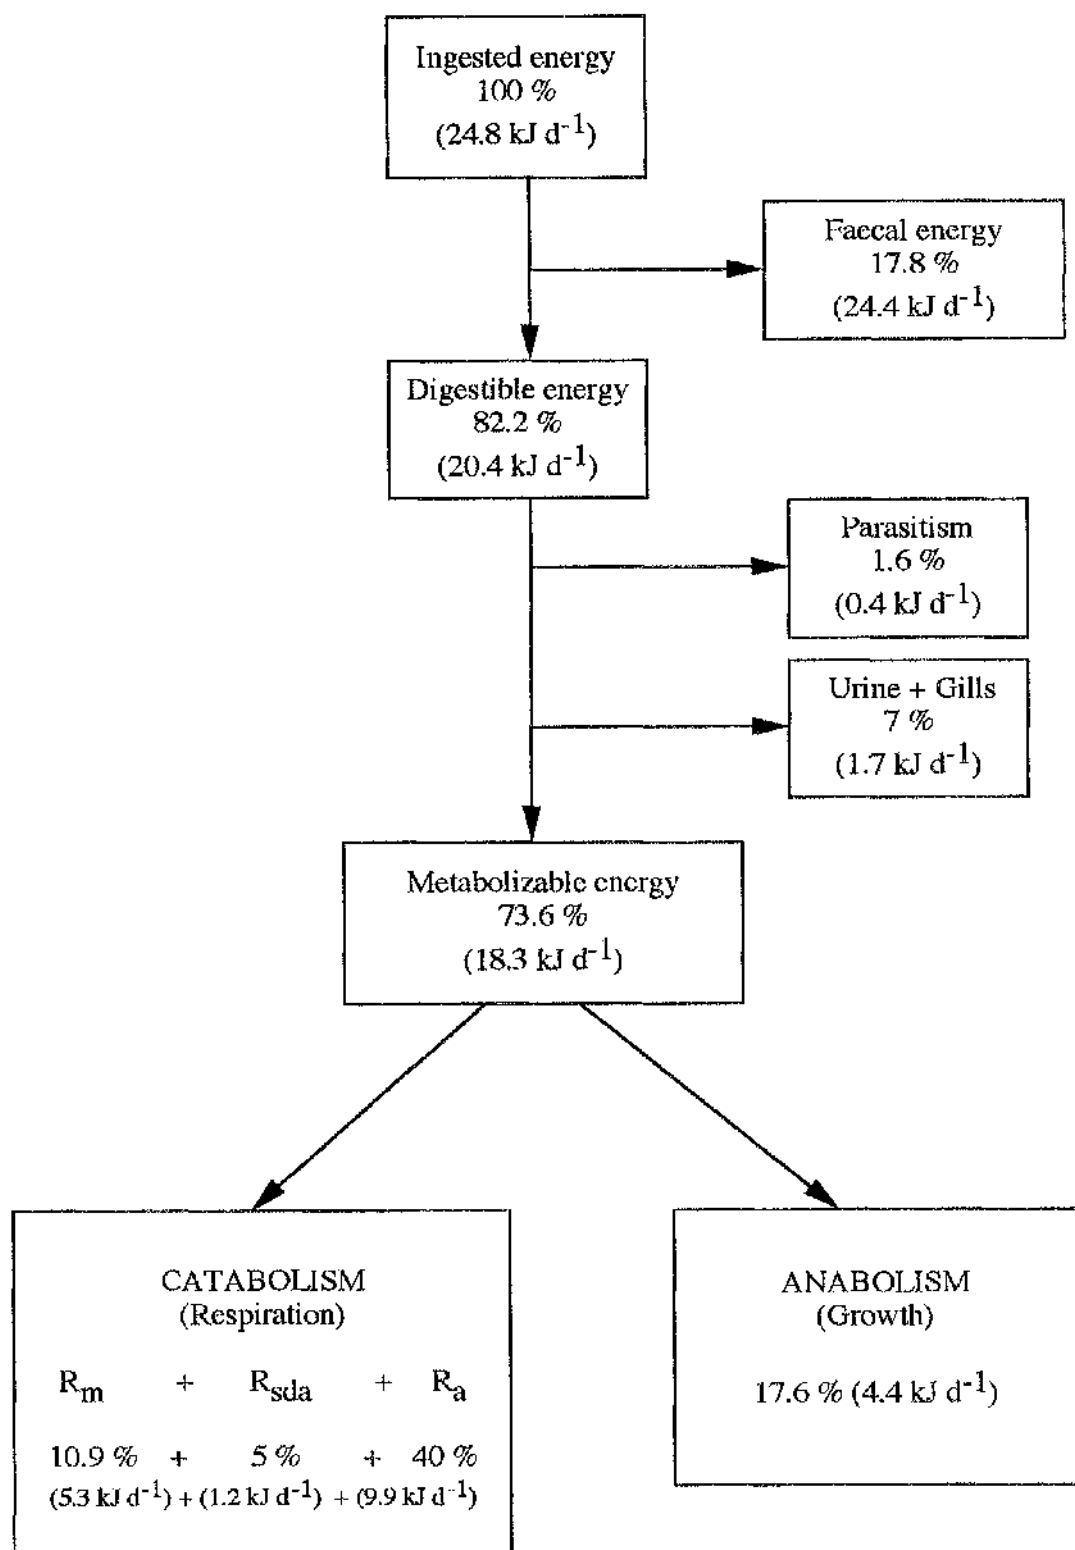 Ingested energy
100 %
(24.8 kJ d-1)
Faecal energy
17.8 %
(24.4 kJ d-1)
Digestible energy
82.2 %
(20.4 kJ d-1)
Parasitism
1.6 %
(0.4 kJ d-1)
Urine + Gills
7 %
(1.7 kJ d-1)
Metabolizable energy
73.6 %
(18.3 kJ d-1)
CATABOLISM
(Respiration)
Rm + Rsda + Ra
10.9 % + 5 % + 40 %
(5.3 kJ d-1) + (1.2 kJ d-1) + (9.9 kJ d-1)
ANABOLISM
(Growth)
17.6 % (4.4 kJ d-1)